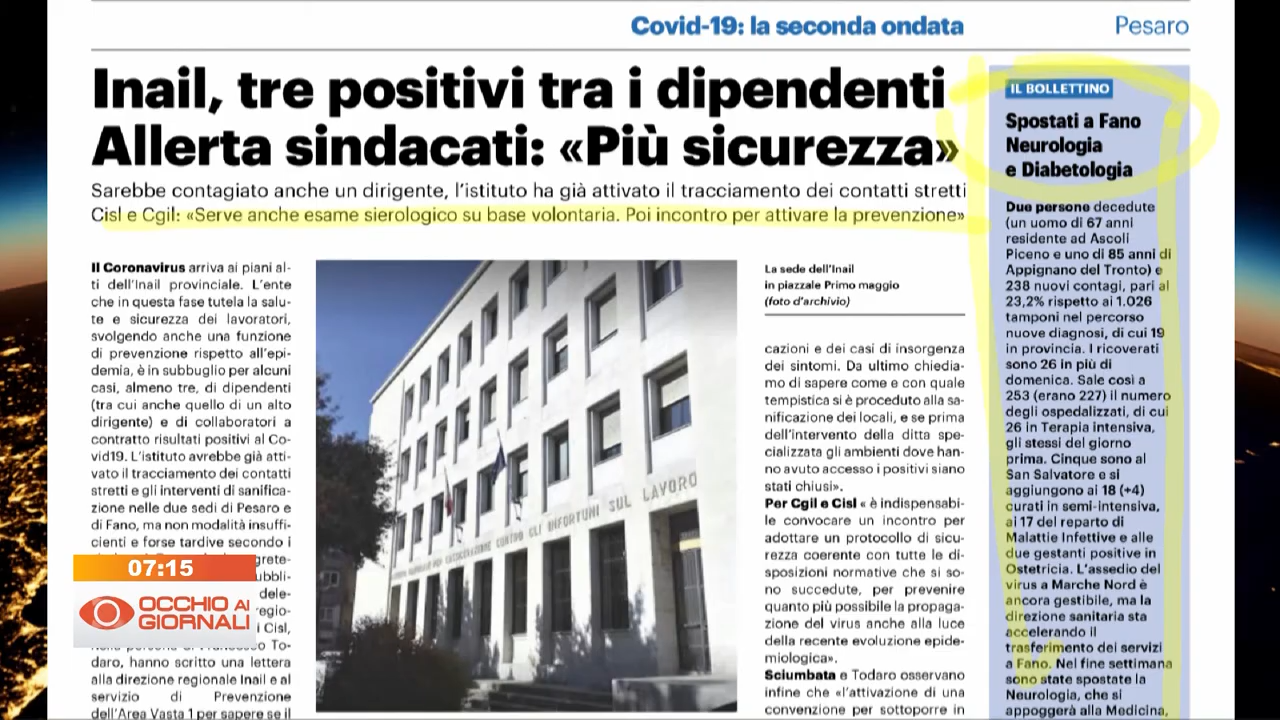 Covid-19: la seconda ondata
Pesaro
Inail, tre positivi tra i dipendenti
Allerta sindacati: «Più sicurezza»
Sarebbe contagiato anche un dirigente, l'istituto ha già attivato il tracciamento dei contatti stretti
Cisl e Cgil: «Serve anche esame sierologico su base volontaria. Poi incontro per attivare la prevenzione»
Il Coronavirus arriva ai piani al-
ti dell'Inail provinciale. L'ente
che in questa fase tutela la salu-
te e sicurezza dei lavoratori,
svolgendo anche una funzione
di prevenzione rispetto all'epi-
demia, è in subbuglio per alcuni
casi, almeno tre, di dipendenti
(tra cui anche quello di un alto
dirigente) e di collaboratori a
contratto risultati positivi al Co-
vid19. L'istituto avrebbe già atti-
vato il tracciamento dei contatti
stretti e gli interventi di sanifica-
zione nelle due sedi di Pesaro e
di Fano, ma non modalità insuffi-
cienti e forse tardive secondo i
grete-
ubbli-
dele-
regio-
i Cisl,
daro, hanno scritto una lettera
alla direzione regionale Inail e al
servizio di Prevenzione
dell'Area Vasta 1 per sapere se il
07:15
OCCHIO AI
GIORNALI
CONTRO GLI INFORTUNI SUL LAVORO
La sede dell'Inail
in piazzale Primo maggio
(foto d'archivio)
cazioni e dei casi di insorgenza
dei sintomi. Da ultimo chiedia-
mo di sapere come e con quale
tempistica si è proceduto alla sa-
nificazione dei locali, e se prima
dell'intervento della ditta spe-
cializzata gli ambienti dove han-
no avuto accesso i positivi siano
stati chiusi».
Per Cgil e Cisl « è indispensabi-
le convocare un incontro per
adottare un protocollo di sicu-
rezza coerente con tutte le di-
sposizioni normative che si so-
no succedute, per prevenire
quanto più possibile la propaga-
zione del virus anche alla luce
della recente evoluzione epide-
miologica».
Sciumbata e Todaro osservano
infine che «l'attivazione di una
convenzione per sottoporre in
IL BOLLETTINO
Spostati a Fano
Neurologia
e Diabetologia
Due persone decedute
(un uomo di 67 anni
residente ad Ascoli
Piceno e uno di 85 anni di
Appignano del Tronto) e
238 nuovi contagi, pari al
23,2% rispetto ai 1.026
tamponi nel percorso
nuove diagnosi, di cui 19
in provincia. I ricoverati
sono 26 in più di
domenica. Sale così a
253 (erano 227) il numero
degli ospedalizzati, di cui
26 in Terapia intensiva,
gli stessi del giorno
prima. Cinque sono al
San Salvatore e si
aggiungono ai 18 (+4)
curati in semi-intensiva,
ai 17 del reparto di
Malattie Infettive e alle
due gestanti positive in
Ostetricia. L'assedio del
virus a Marche Nord è
ancora gestibile, ma la
direzione sanitaria sta
accelerando il
trasferimento dei servizi
a Fano. Nel fine settimana
sono state spostate la
Neurologia, che si
appoggerà alla Medicina,